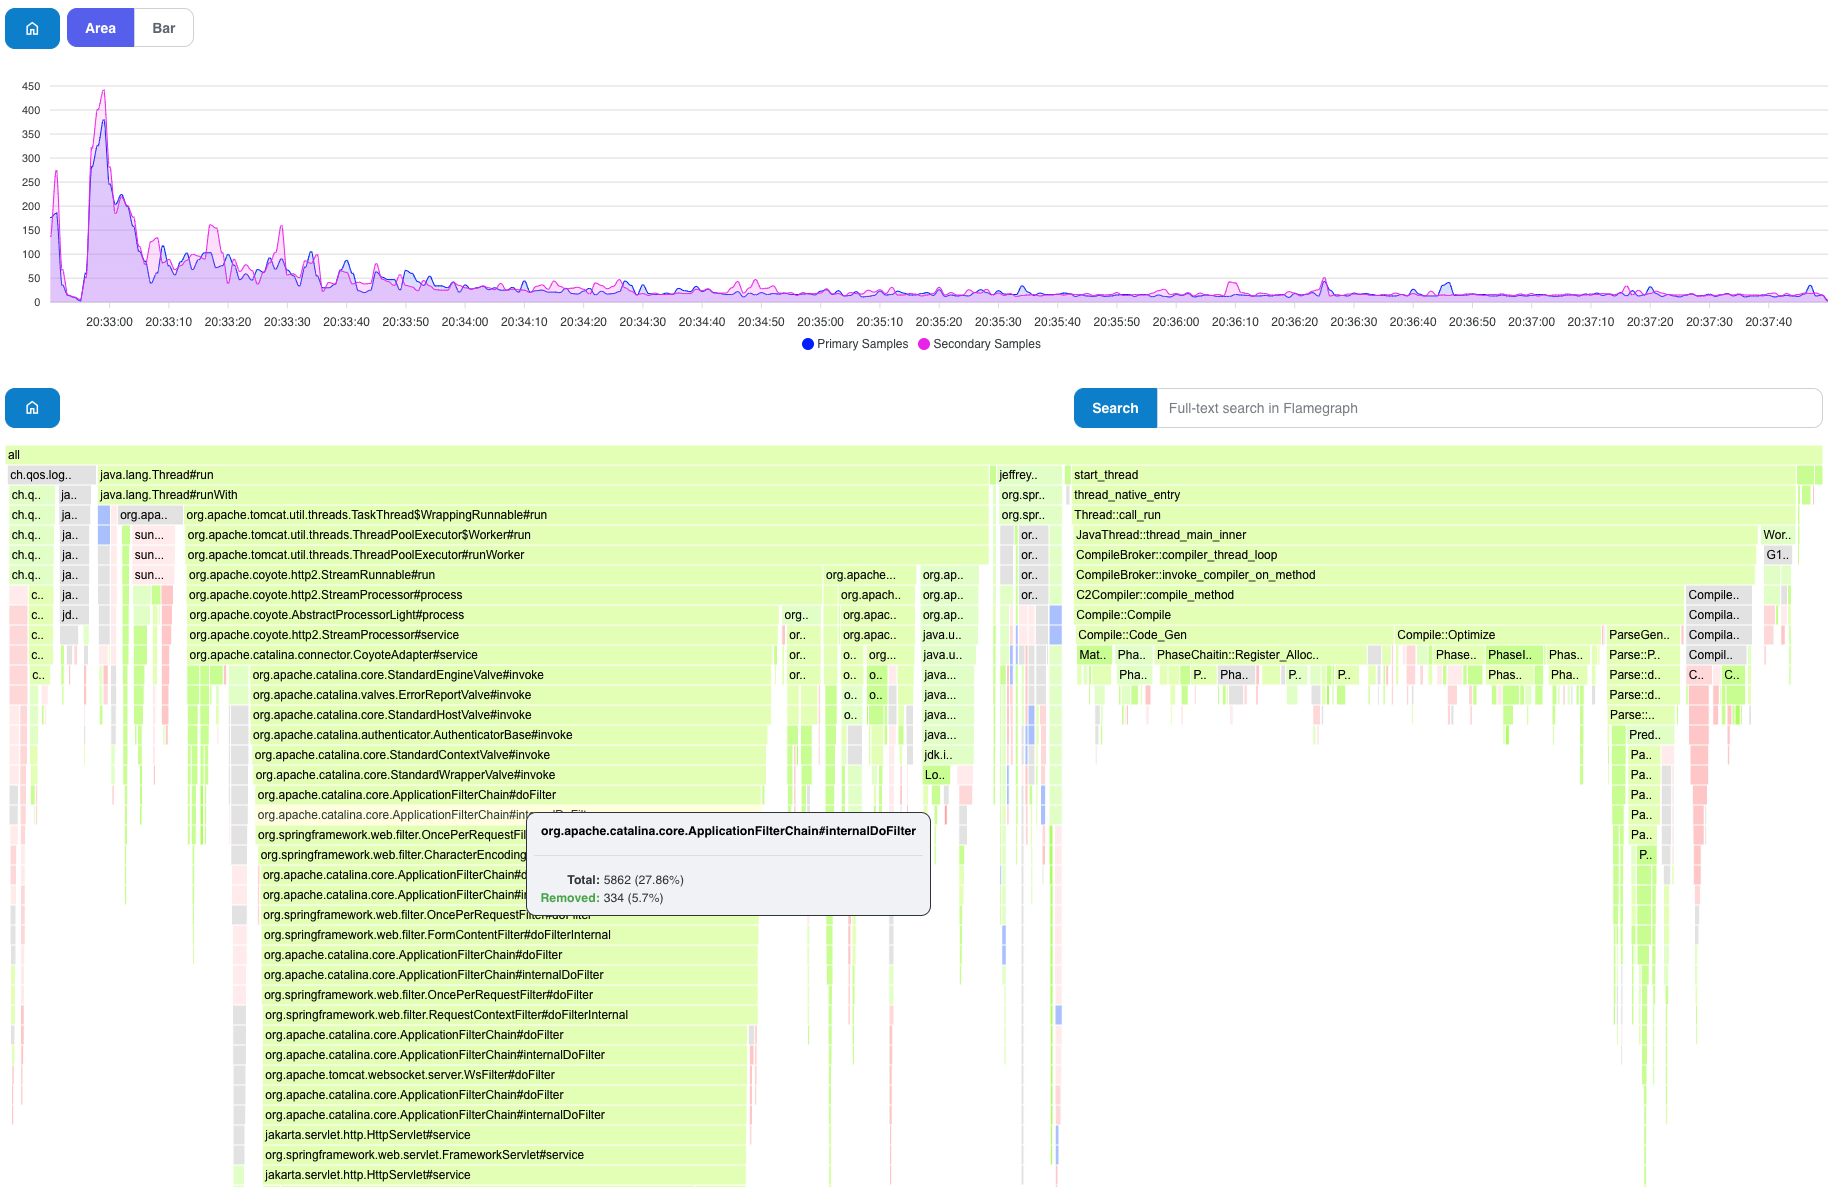 Area Bar
450
400
350
300
250
200
150
100
50
0
20:33:00 20:33:10 20:33:20 20:33:30 20:33:40 20:33:50 20:34:00 20:34:10 20:34:20 20:34:30 20:34:40 20:34:50 20:35:00 20:35:10 20:35:20 20:35:30 20:35:40 20:35:50 20:36:00 20:36:10 20:36:20 20:36:30 20:36:40 20:36:50 20:37:00 20:37:10 20:37:20 20:37:30 20:37:40
Primary Samples Secondary Samples
Search Full-text search in Flamegraph
all
ch.qos.log.. java.lang.Thread#run jeffrey.. start_thread
ch.q.. ja.. java.lang.Thread#runWith org.spr.. thread_native_entry
ch.q.. ja.. org.apa.. org.apache.tomcat.util.threads.TaskThread$WrappingRunnable#run org.spr.. Thread::call_run
ch.q.. ja.. sun... org.apache.tomcat.util.threads.ThreadPoolExecutor$Worker#run or.. JavaThread::thread_main_inner Wor..
ch.q.. ja.. sun... org.apache.tomcat.util.threads.ThreadPoolExecutor#runWorker or.. CompileBroker::compiler_thread_loop G1..
ch.q.. ja.. sun... org.apache.coyote.http2.StreamRunnable#run org.apache... org.ap.. or.. CompileBroker::invoke_compiler_on_method
c.. ja.. org.apache.coyote.http2.StreamProcessor#process org.apach.. org.ap.. or.. C2Compiler::compile_method Compile..
c.. jd.. org.apache.coyote.AbstractProcessorLight#process org.. org.apac.. org.ap.. Compile::Compile Compila..
c.. org.apache.coyote.http2.StreamProcessor#service or.. org.apac.. java.u.. Compile::Code_Gen Compile::Optimize ParseGen.. Compila..
c.. org.apache.catalina.connector.CoyoteAdapter#service or.. o.. org... java.u.. Mat.. Pha.. PhaseChaitin::Register_Alloc.. Phase.. PhaseI.. Phas.. Parse::P.. Compil..
c.. org.apache.catalina.core.StandardEngineValve#invoke or.. o.. o.. java... Pha.. P.. Pha.. P.. P.. Phas.. Pha.. Parse::d.. C.. C..
org.apache.catalina.valves.ErrorReportValve#invoke o.. o.. java... Parse::d..
org.apache.catalina.core.StandardHostValve#invoke o.. java... Parse::..
org.apache.catalina.authenticator.AuthenticatorBase#invoke java... Pred..
org.apache.catalina.core.StandardContextValve#invoke jdk.i.. Pa..
org.apache.catalina.core.StandardWrapperValve#invoke Lo.. Pa..
org.apache.catalina.core.ApplicationFilterChain#doFilter Pa..
org.apache.catalina.core.ApplicationFilterChain#internalDoFilter Pa..
org.springframework.web.filter.OncePerRequestFil Pa..
org.apache.catalina.core.ApplicationFilterChain#internalDoFilter
org.springframework.web.filter.CharacterEncoding P..
org.apache.catalina.core.ApplicationFilterChain#d
Total: 5862 (27.86%)
org.apache.catalina.core.ApplicationFilterChain#in
Removed: 334 (5.7%)
org.springframework.web.filter.OncePerRequestFilter#doFilter
org.springframework.web.filter.FormContentFilter#doFilterInternal
org.apache.catalina.core.ApplicationFilterChain#doFilter
org.apache.catalina.core.ApplicationFilterChain#internalDoFilter
org.springframework.web.filter.OncePerRequestFilter#doFilter
org.springframework.web.filter.RequestContextFilter#doFilterInternal
org.apache.catalina.core.ApplicationFilterChain#doFilter
org.apache.catalina.core.ApplicationFilterChain#internalDoFilter
org.apache.tomcat.websocket.server.WsFilter#doFilter
org.apache.catalina.core.ApplicationFilterChain#doFilter
org.apache.catalina.core.ApplicationFilterChain#internalDoFilter
jakarta.servlet.http.HttpServlet#service
org.springframework.web.servlet.FrameworkServlet#service
jakarta.servlet.http.HttpServlet#service